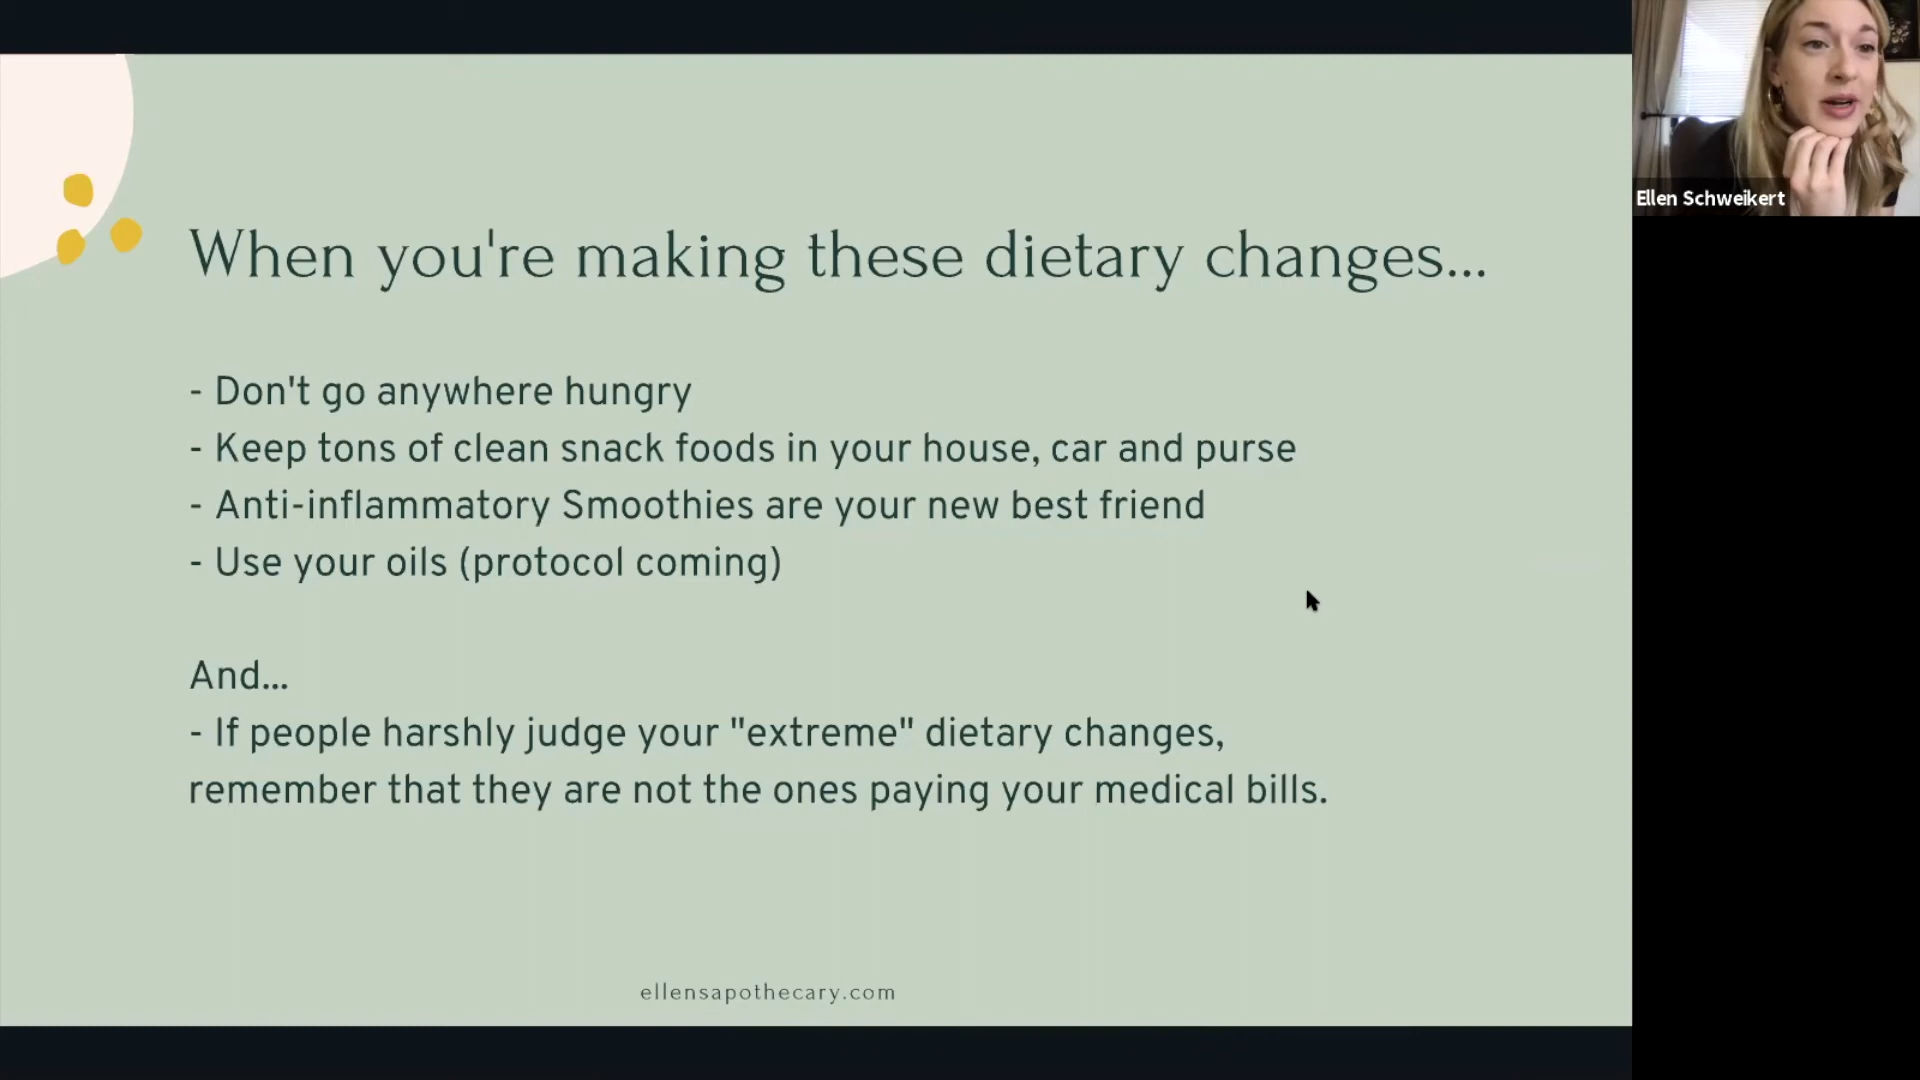 When you're making these dietary changes...
- Don't go anywhere hungry
- Keep tons of clean snack foods in your house, car and purse
- Anti-inflammatory Smoothies are your new best friend
- Use your oils (protocol coming)
And...
- If people harshly judge your "extreme" dietary changes,
remember that they are not the ones paying your medical bills.
ellensapothecary.com
Ellen Schweikert